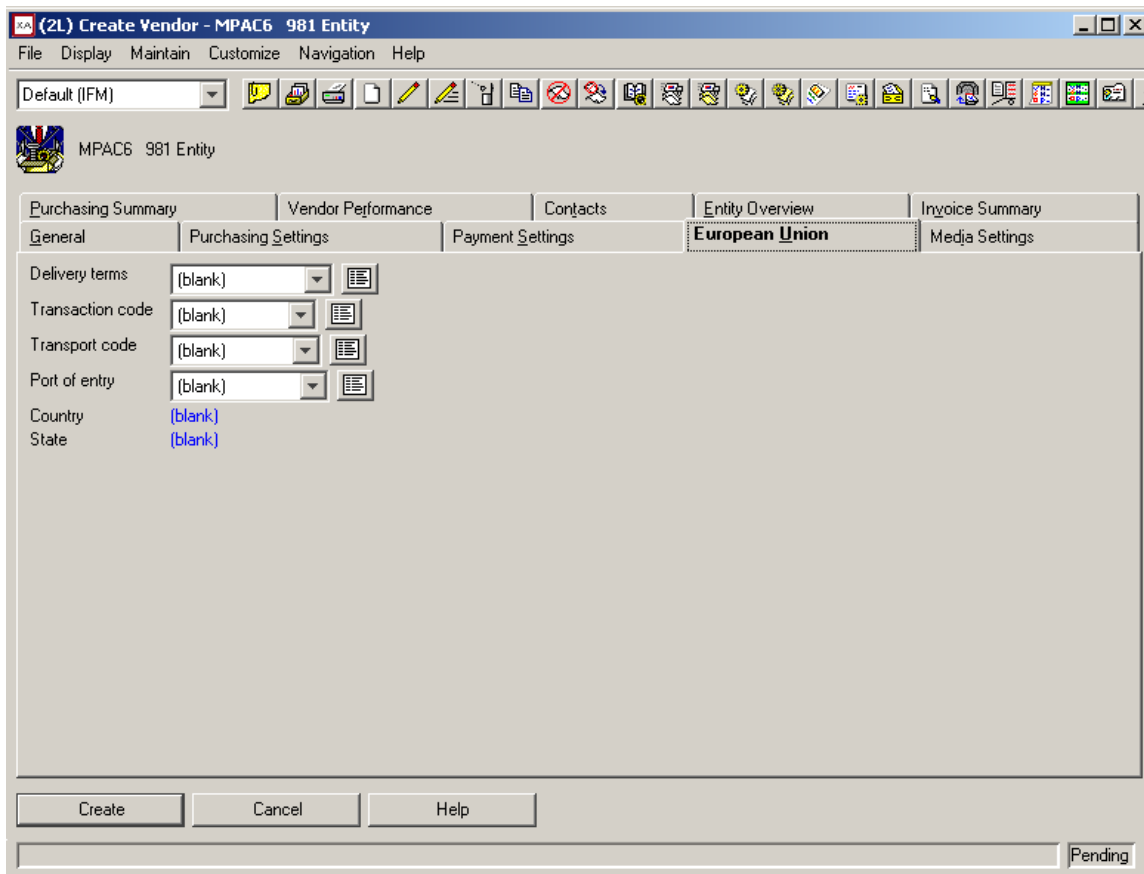 XA (2L) Create Vendor - MPAC6 981 Entity
File Display Maintain Customize Navigation Help
Default (IFM)
MPAC6 981 Entity
Purchasing Summary Vendor Performance Contacts Entity Overview Invoice Summary
General Purchasing Settings Payment Settings European Union Media Settings
Delivery terms (blank)
Transaction code (blank)
Transport code (blank)
Port of entry (blank)
Country (blank)
State (blank)
Create Cancel Help
Pending